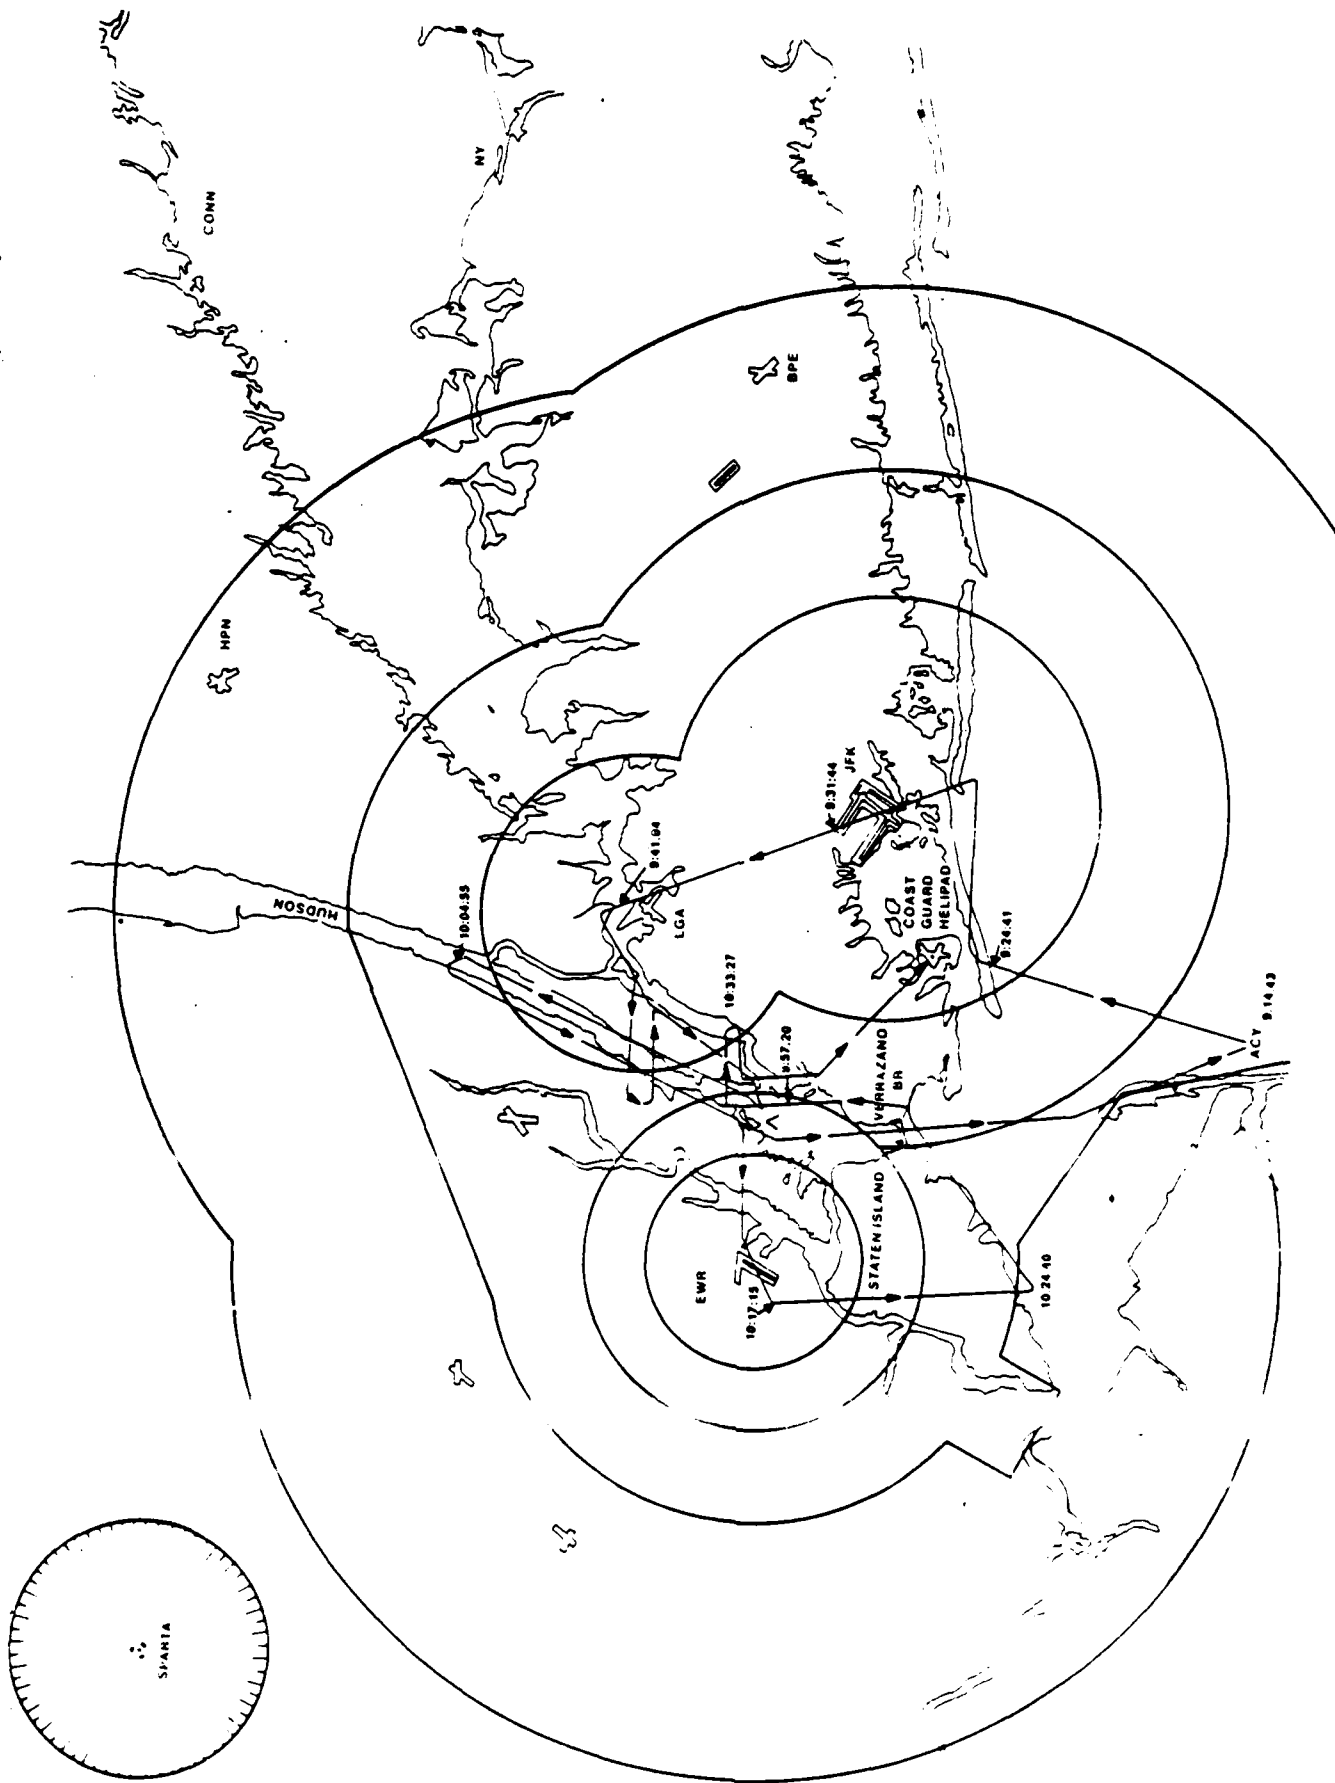 SPARTA
HPN
CONN
NY
BPE
HUDSON
10:04:55
9:41:04
LGA
9:31:44
JFK
COAST
GUARD
HELIPAD
9:24:41
10:33:27
9:57:20
VERRAZANO
BR
ACY 9:14:43
STATEN ISLAND
EWR
10:17:15
10:24:40